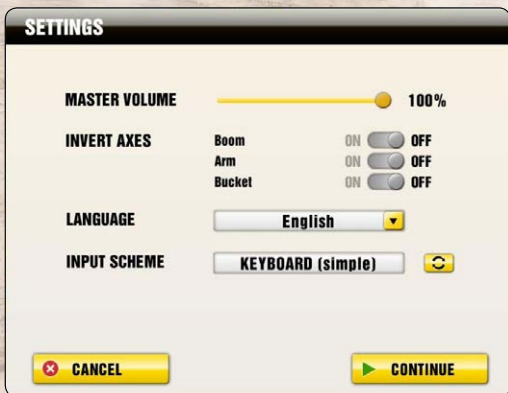 SETTINGS
MASTER VOLUME 100%
INVERT AXES Boom ON OFF
Arm ON OFF
Bucket ON OFF
LANGUAGE English
INPUT SCHEME KEYBOARD (simple)
CANCEL CONTINUE